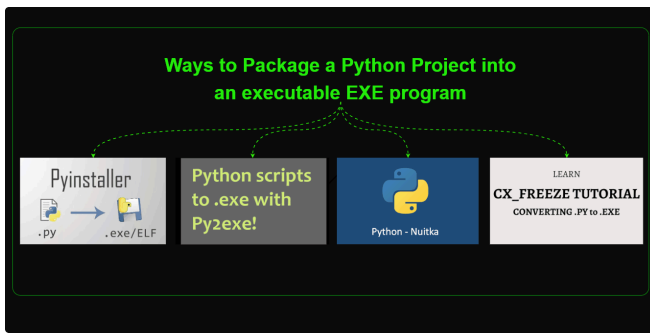 Ways to Package a Python Project into
an executable EXE program
Pyinstaller
.py
.exe/ELF
Python scripts
to .exe with
Py2exe!
Python - Nuitka
LEARN
CX_FREEZE TUTORIAL
CONVERTING .PY to .EXE